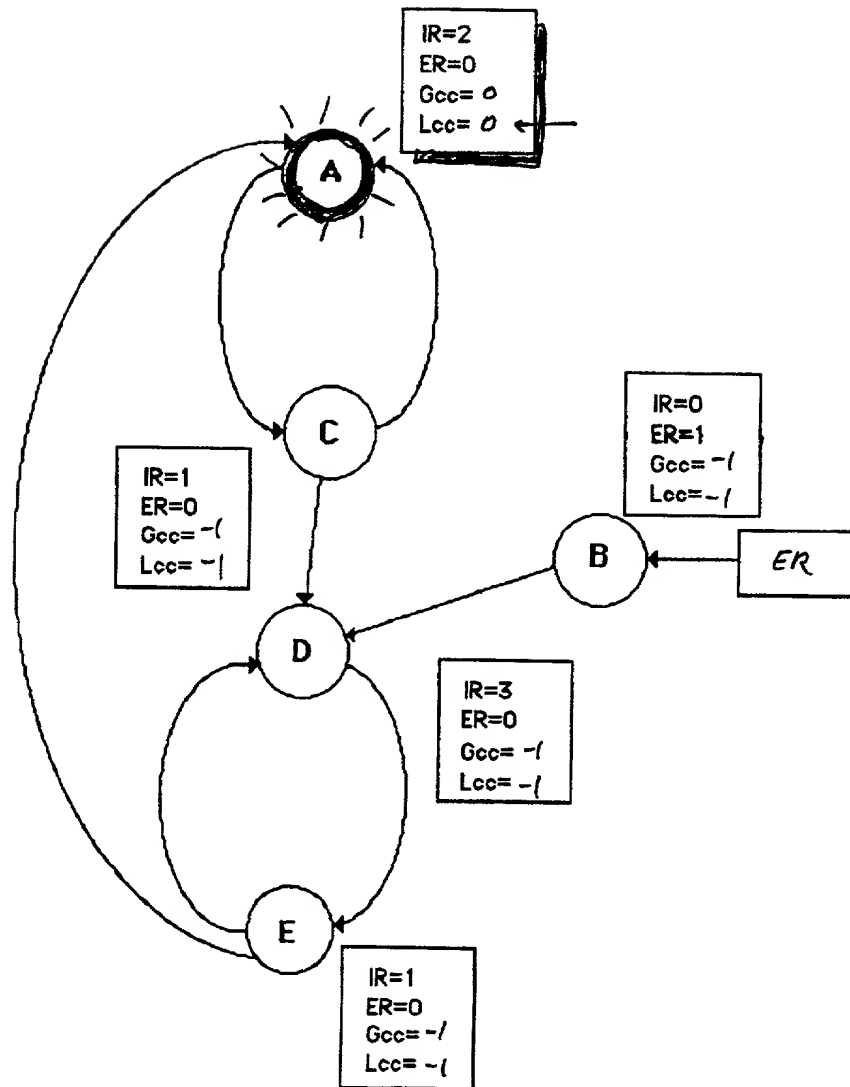 IR=2
ER=0
Gcc= 0
Lcc= 0
A
C
IR=0
ER=1
Gcc= -1
Lcc= -1
IR=1
ER=0
Gcc= -1
Lcc= -1
B
ER
D
IR=3
ER=0
Gcc= -1
Lcc= -1
E
IR=1
ER=0
Gcc= -1
Lcc= -1